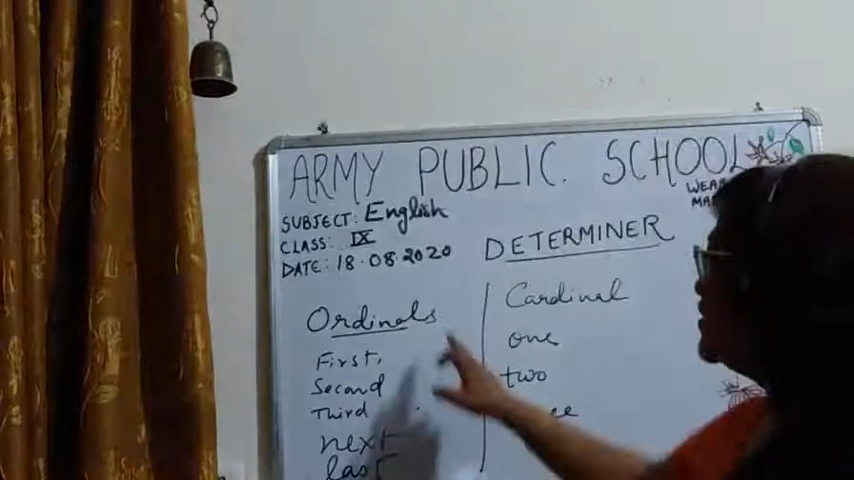 ARMY PUBLIC SCHOOL
SUBJECT: English
CLASS: IX
DATE: 18.08.2020
WEAR
DETERMINER
Ordinals
First,
Second
Third
next
last
Cardinal
one
two